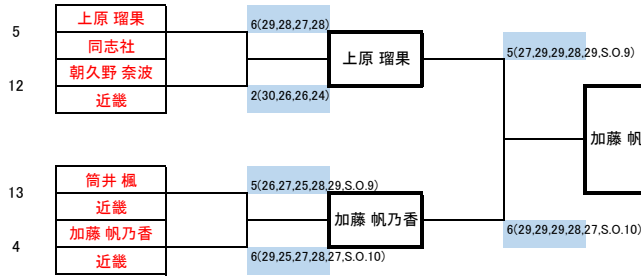 5
上原 瑠果
同志社
6(29,28,27,28)
12
朝久野 奈波
近畿
2(30,26,26,24)
上原 瑠果
5(27,29,29,28,29,S.O.9)
加藤 帆
13
筒井 楓
近畿
5(26,27,25,28,29,S.O.9)
4
加藤 帆乃香
近畿
6(29,25,27,28,27,S.O.10)
加藤 帆乃香
6(29,29,29,28,27,S.O.10)